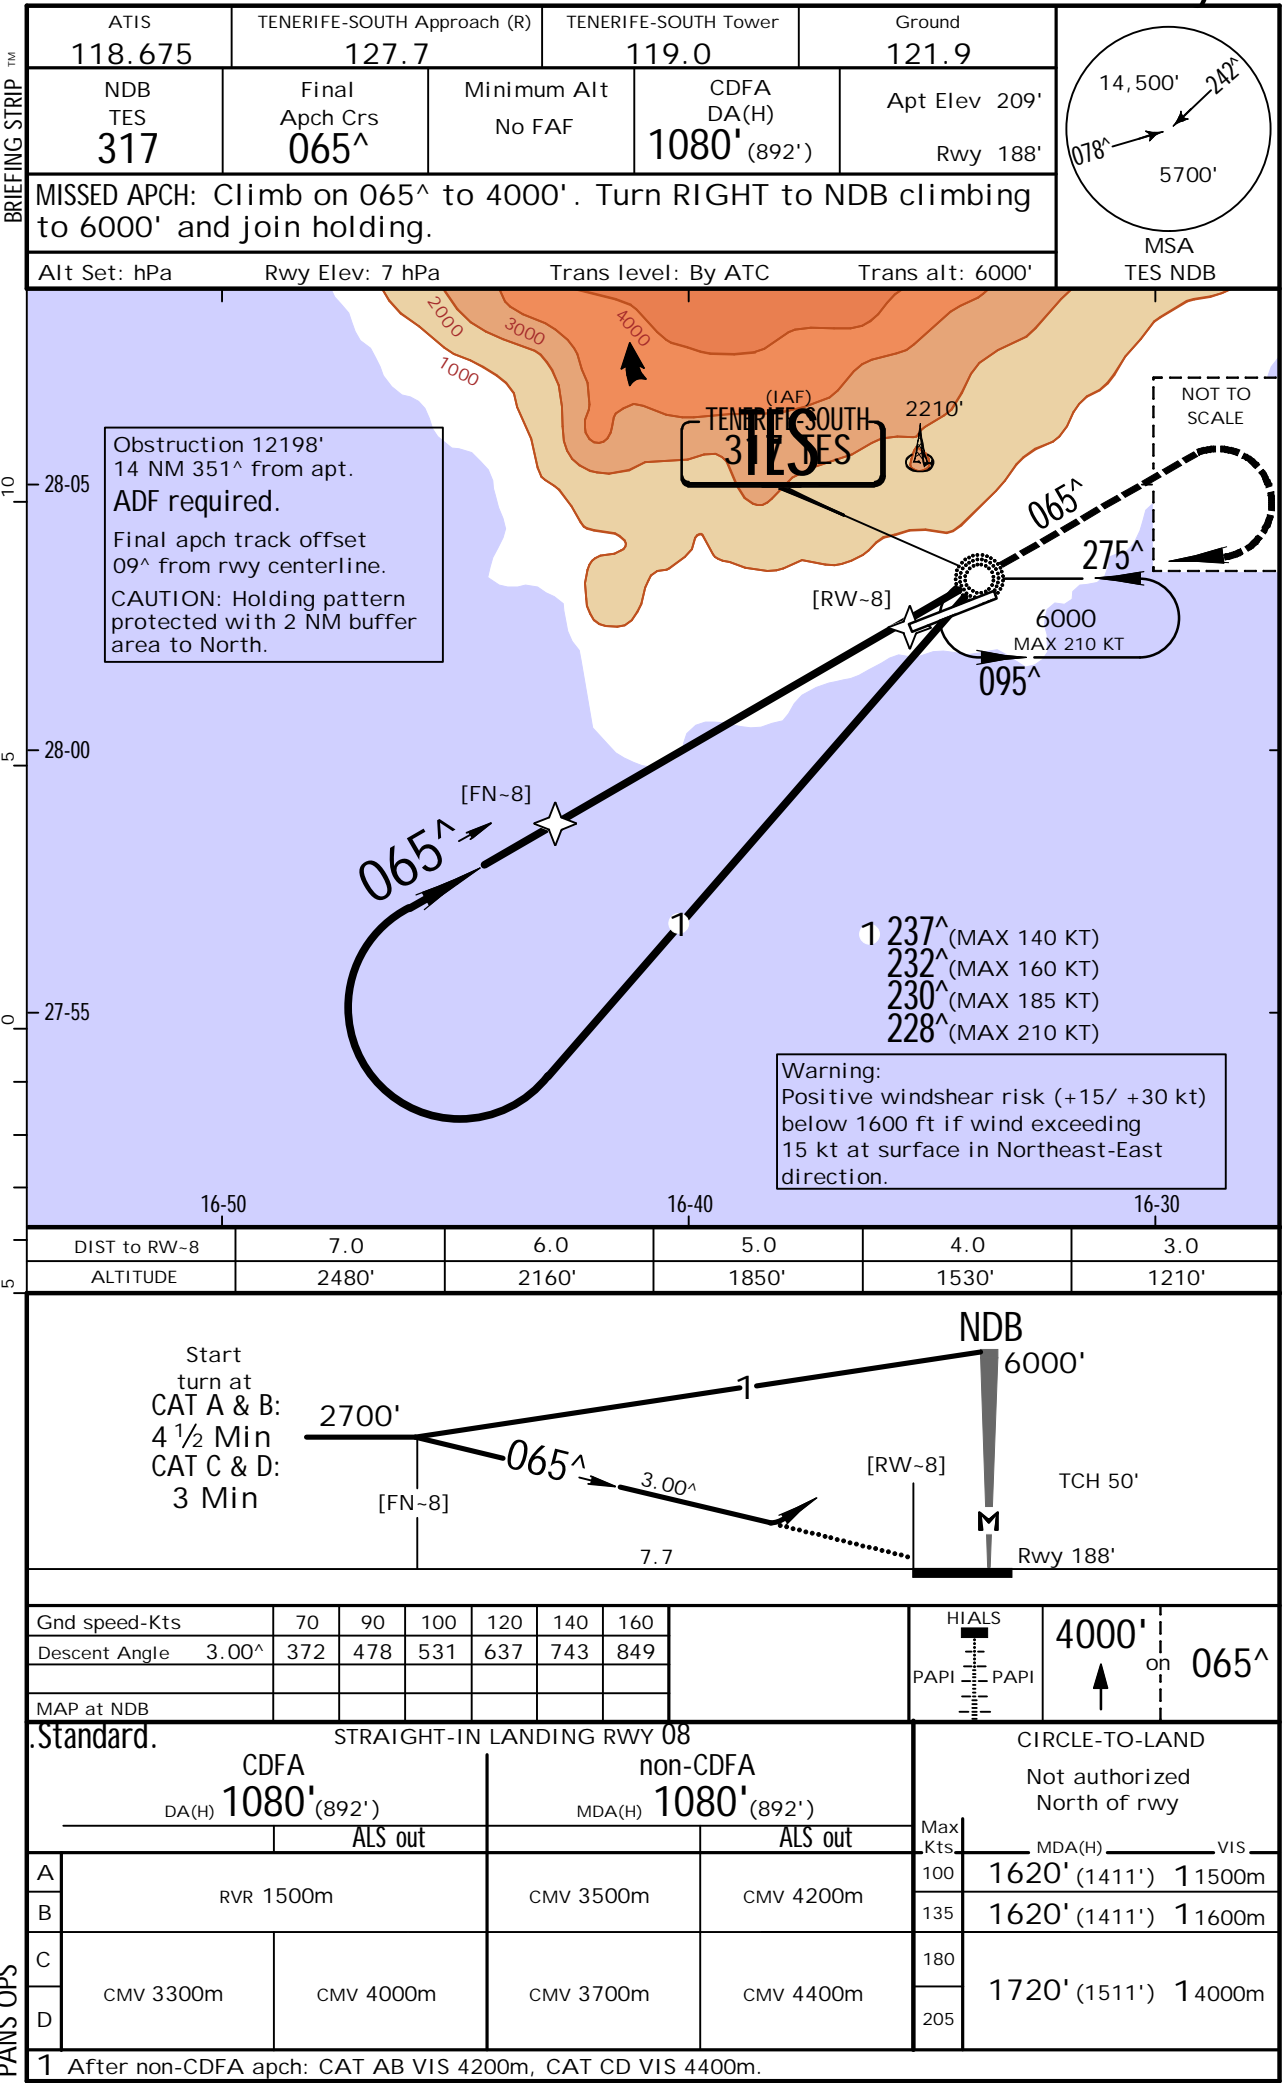 ATIS
118.675
TENERIFE-SOUTH Approach (R)
127.7
TENERIFE-SOUTH Tower
119.0
Ground
121.9
BRIEFING STRIP TM
NDB
TES
317
Final
Apch Crs
065^
Minimum Alt
No FAF
CDFA
DA(H)
1080' (892')
Apt Elev 209'
Rwy 188'
MISSED APCH: Climb on 065^ to 4000'. Turn RIGHT to NDB climbing
to 6000' and join holding.
Alt Set: hPa Rwy Elev: 7 hPa Trans level: By ATC Trans alt: 6000'
14,500'
242^
078^
5700'
MSA
TES NDB
2000
3000
4000
1000
(IAF)
TENERIFE-SOUTH
317 TES
TES
2210'
NOT TO
SCALE
Obstruction 12198'
14 NM 351^ from apt.
ADF required.
Final apch track offset
09^ from rwy centerline.
CAUTION: Holding pattern
protected with 2 NM buffer
area to North.
10
28-05
065^
275^
[RW~8]
6000
MAX 210 KT
095^
5
28-00
[FN~8]
065^
1
1 237^ (MAX 140 KT)
232^ (MAX 160 KT)
230^ (MAX 185 KT)
228^ (MAX 210 KT)
0
27-55
Warning:
Positive windshear risk (+15/ +30 kt)
below 1600 ft if wind exceeding
15 kt at surface in Northeast-East
direction.
16-50 16-40 16-30
5
DIST to RW~8 7.0 6.0 5.0 4.0 3.0
ALTITUDE 2480' 2160' 1850' 1530' 1210'
Start
turn at
CAT A & B:
4 ½ Min
CAT C & D:
3 Min
NDB
6000'
2700'
1
065^
3.00^
[FN~8]
[RW~8]
TCH 50'
M
7.7
Rwy 188'
Gnd speed-Kts 70 90 100 120 140 160
Descent Angle 3.00^ 372 478 531 637 743 849
MAP at NDB
HIALS
PAPI PAPI
4000'
on
065^
.Standard.
STRAIGHT-IN LANDING RWY 08
CDFA
DA(H) 1080' (892')
ALS out
non-CDFA
MDA(H) 1080' (892')
ALS out
CIRCLE-TO-LAND
Not authorized
North of rwy
Max
Kts
MDA(H) VIS
A
B
RVR 1500m
CMV 3500m
CMV 4200m
100 1620' (1411') 1 1500m
135 1620' (1411') 1 1600m
C
D
CMV 3300m
CMV 4000m
CMV 3700m
CMV 4400m
180
205
1720' (1511') 1 4000m
PANS OPS
1 After non-CDFA apch: CAT AB VIS 4200m, CAT CD VIS 4400m.